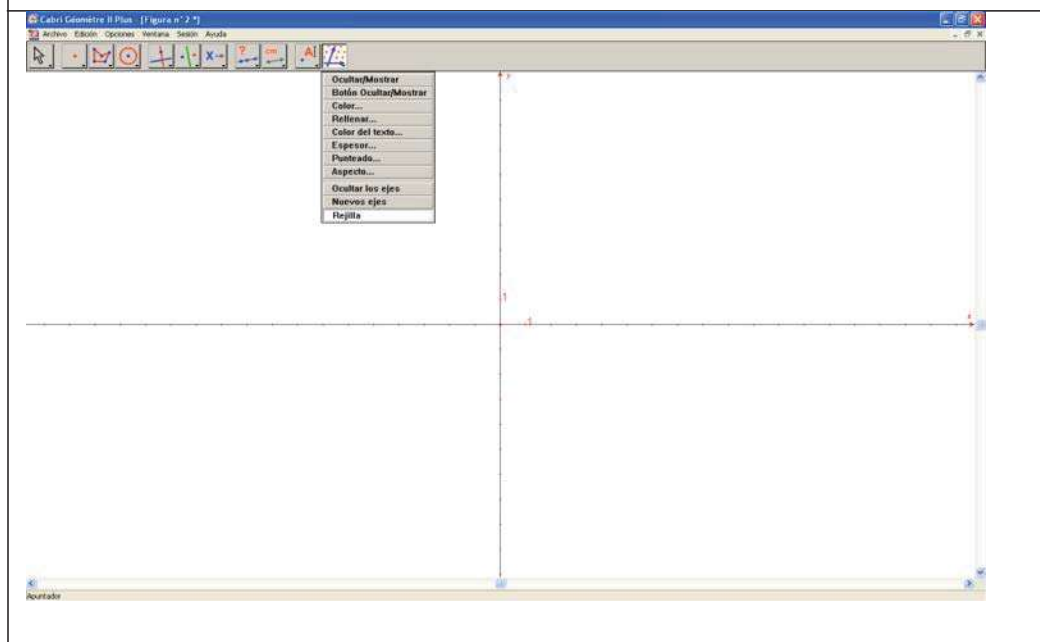 Cabri Géomètre II Plus - [Figura n° 2 *]
Archivo Edición Opciones Ventana Sesión Ayuda
? cm A
Ocultar/Mostrar
Botón Ocultar/Mostrar
Color...
Rellenar...
Color del texto...
Espesor...
Punteado...
Aspecto...
Ocultar los ejes
Nuevos ejes
Rejilla
y
1
1
x
Apuntador